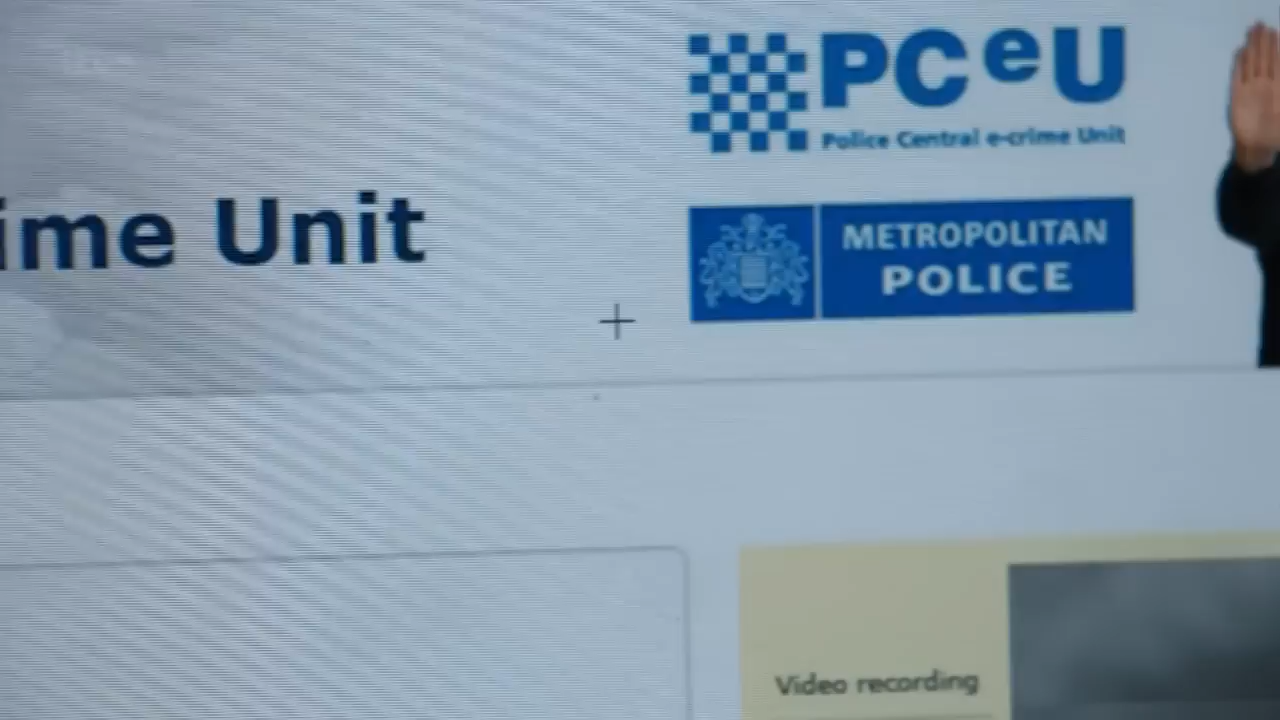 PCeU
Police Central e-crime Unit
ime Unit
METROPOLITAN
POLICE
Video recording